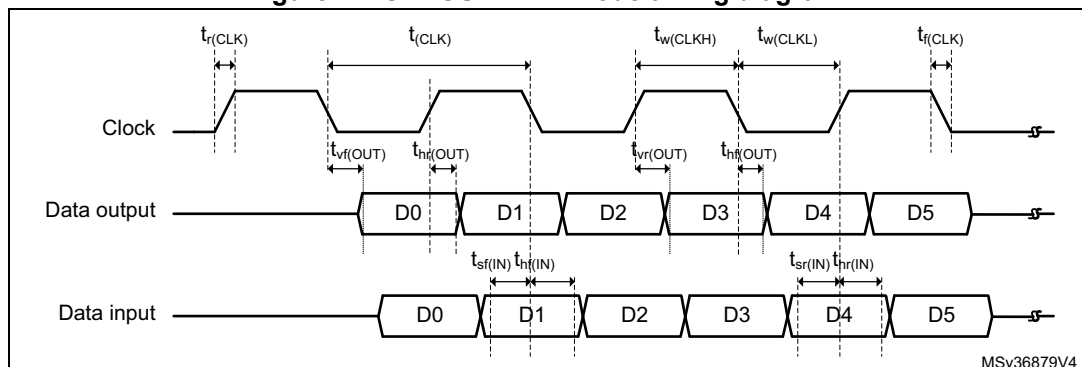 t_r(CLK) t_(CLK) t_w(CLKH) t_w(CLKL) t_f(CLK)
Clock
t_vf(OUT) t_hr(OUT) t_vr(OUT) t_hf(OUT)
Data output D0 D1 D2 D3 D4 D5
t_sf(IN) t_hf(IN) t_sr(IN) t_hr(IN)
Data input D0 D1 D2 D3 D4 D5
MSv36879V4